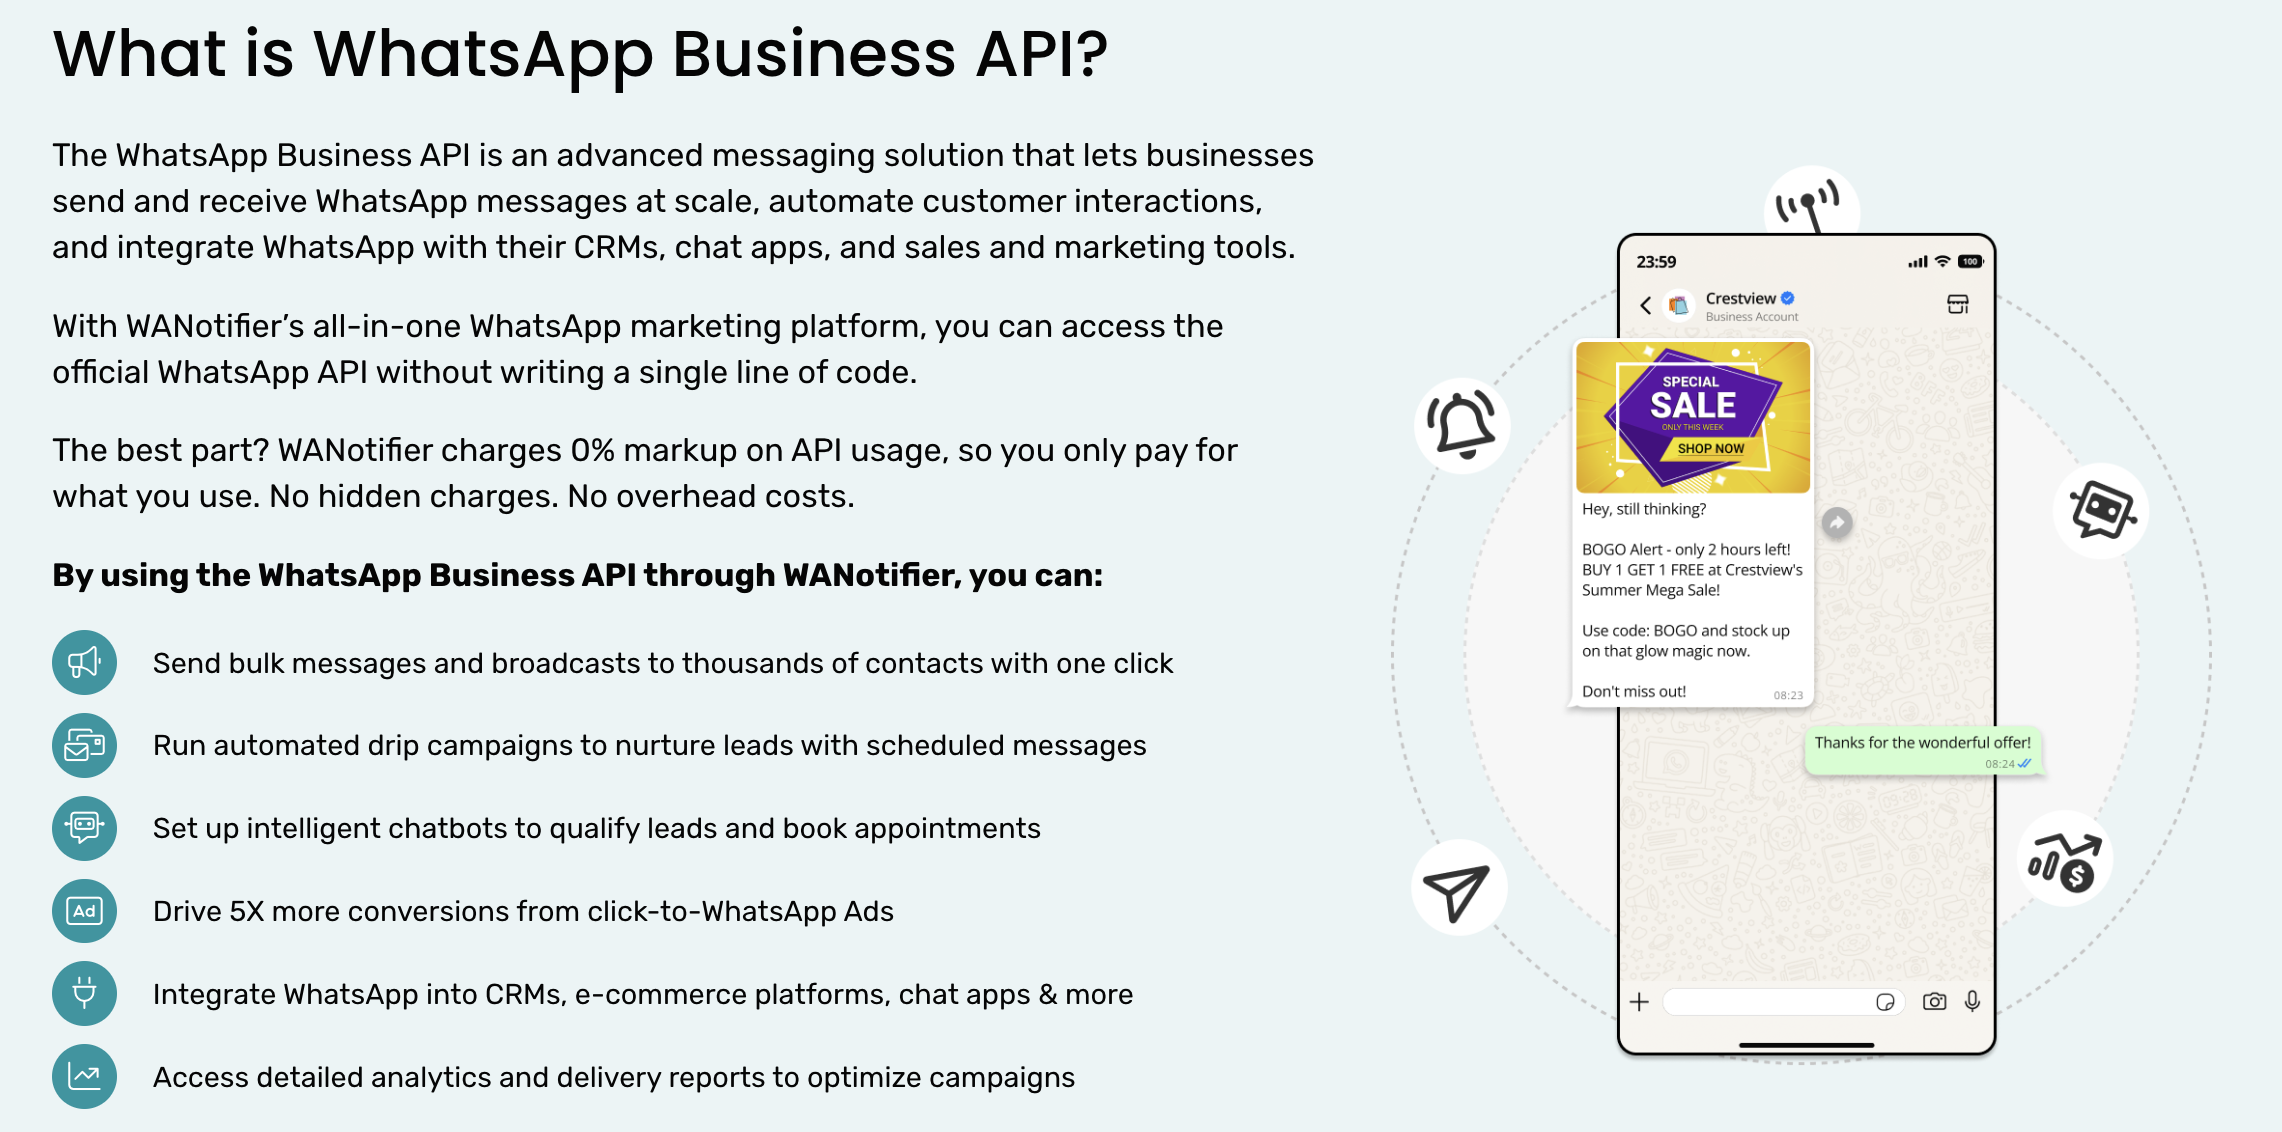 What is WhatsApp Business API?
The WhatsApp Business API is an advanced messaging solution that lets businesses
send and receive WhatsApp messages at scale, automate customer interactions,
and integrate WhatsApp with their CRMs, chat apps, and sales and marketing tools.
With WANotifier’s all-in-one WhatsApp marketing platform, you can access the
official WhatsApp API without writing a single line of code.
The best part? WANotifier charges 0% markup on API usage, so you only pay for
what you use. No hidden charges. No overhead costs.
By using the WhatsApp Business API through WANotifier, you can:
Send bulk messages and broadcasts to thousands of contacts with one click
Run automated drip campaigns to nurture leads with scheduled messages
Set up intelligent chatbots to qualify leads and book appointments
Ad
Drive 5X more conversions from click-to-WhatsApp Ads
Integrate WhatsApp into CRMs, e-commerce platforms, chat apps & more
Access detailed analytics and delivery reports to optimize campaigns
23:59
100
Crestview
Business Account
SPECIAL
SALE
ONLY THIS WEEK
SHOP NOW
Hey, still thinking?
BOGO Alert - only 2 hours left!
BUY 1 GET 1 FREE at Crestview's
Summer Mega Sale!
Use code: BOGO and stock up
on that glow magic now.
Don't miss out!
08:23
Thanks for the wonderful offer!
08:24
$